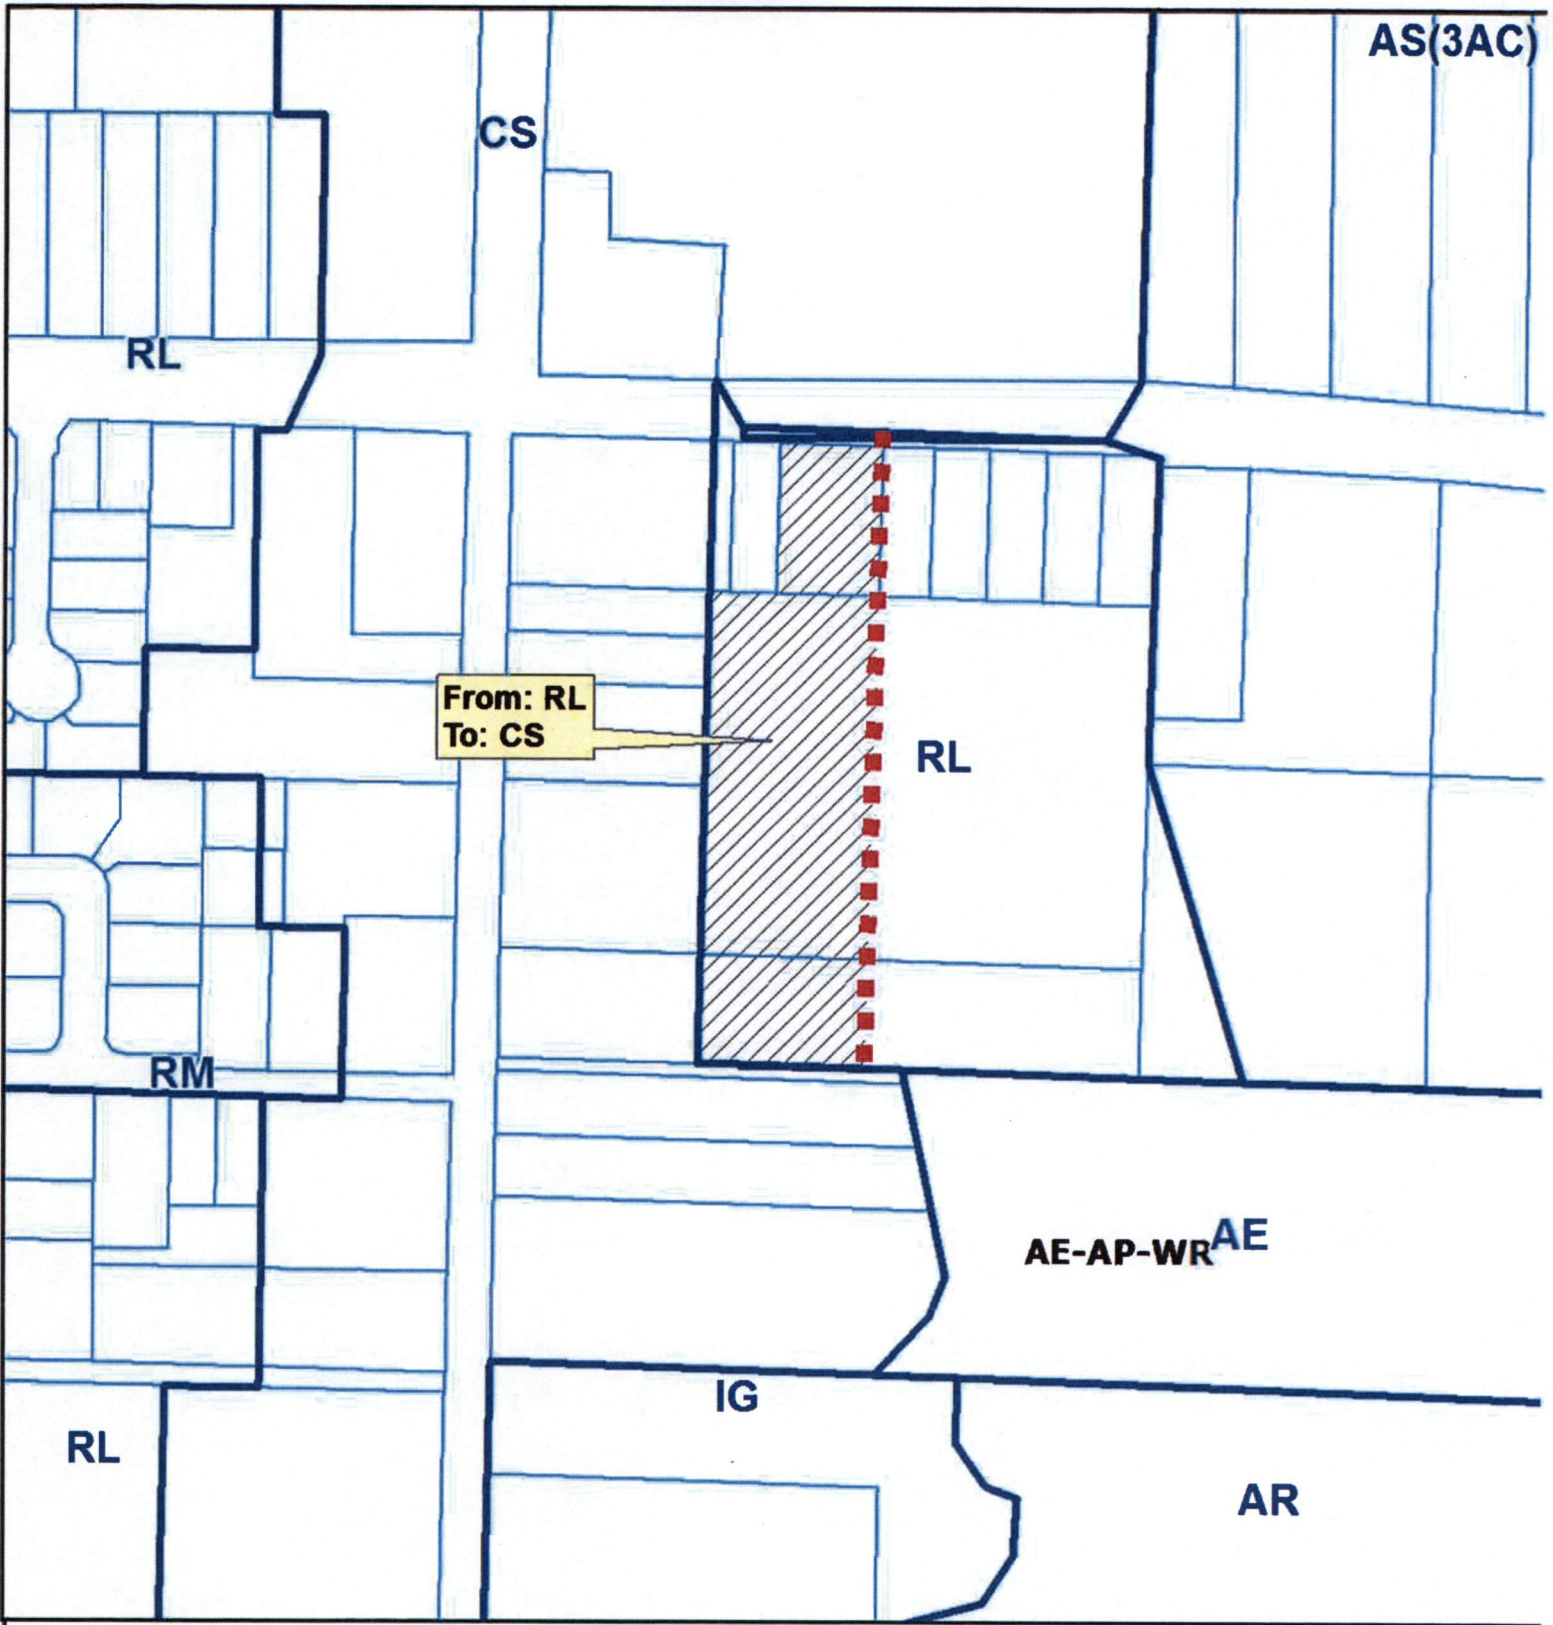 AS(3AC)
CS
RL
From: RL
To: CS
RL
RM
AE
AE-AP-WR
IG
RL
AR